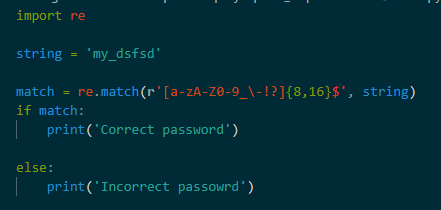 import re
string = 'my_dsfsd'
match = re.match(r'[a-zA-Z0-9_\-!?]{8,16}$', string)
if match:
    print('Correct password')
else:
    print('Incorrect passowrd')